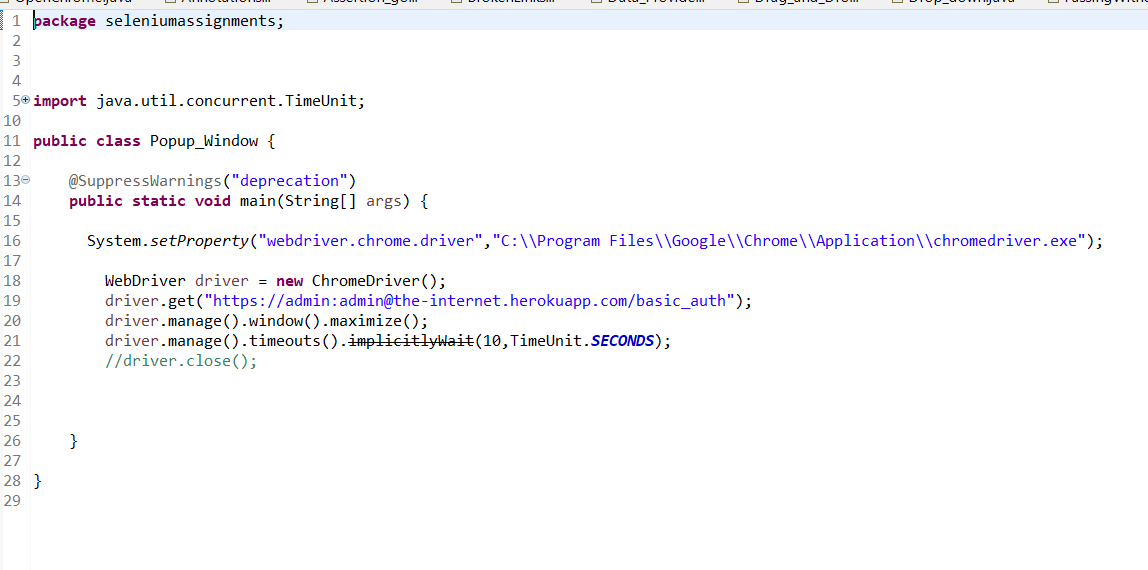 1 package seleniumassignments;
2
3
4
5 import java.util.concurrent.TimeUnit;
10
11 public class Popup_Window {
12
13 @SuppressWarnings("deprecation")
14 public static void main(String[] args) {
15
16 System.setProperty("webdriver.chrome.driver","C:\\Program Files\\Google\\Chrome\\Application\\chromedriver.exe");
17
18 WebDriver driver = new ChromeDriver();
19 driver.get("https://admin:admin@the-internet.herokuapp.com/basic_auth");
20 driver.manage().window().maximize();
21 driver.manage().timeouts().implicitlyWait(10,TimeUnit.SECONDS);
22 //driver.close();
23
24
25
26 }
27
28 }
29